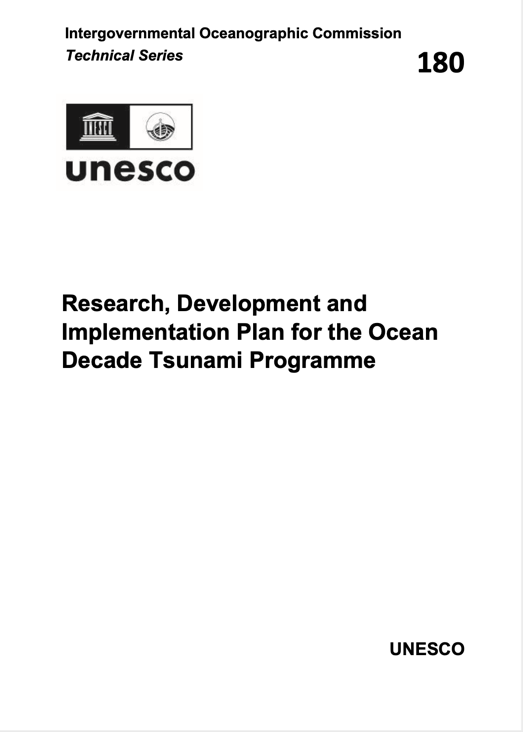 Intergovernmental Oceanographic Commission
Technical Series
180
unesco
Research, Development and
Implementation Plan for the Ocean
Decade Tsunami Programme
UNESCO